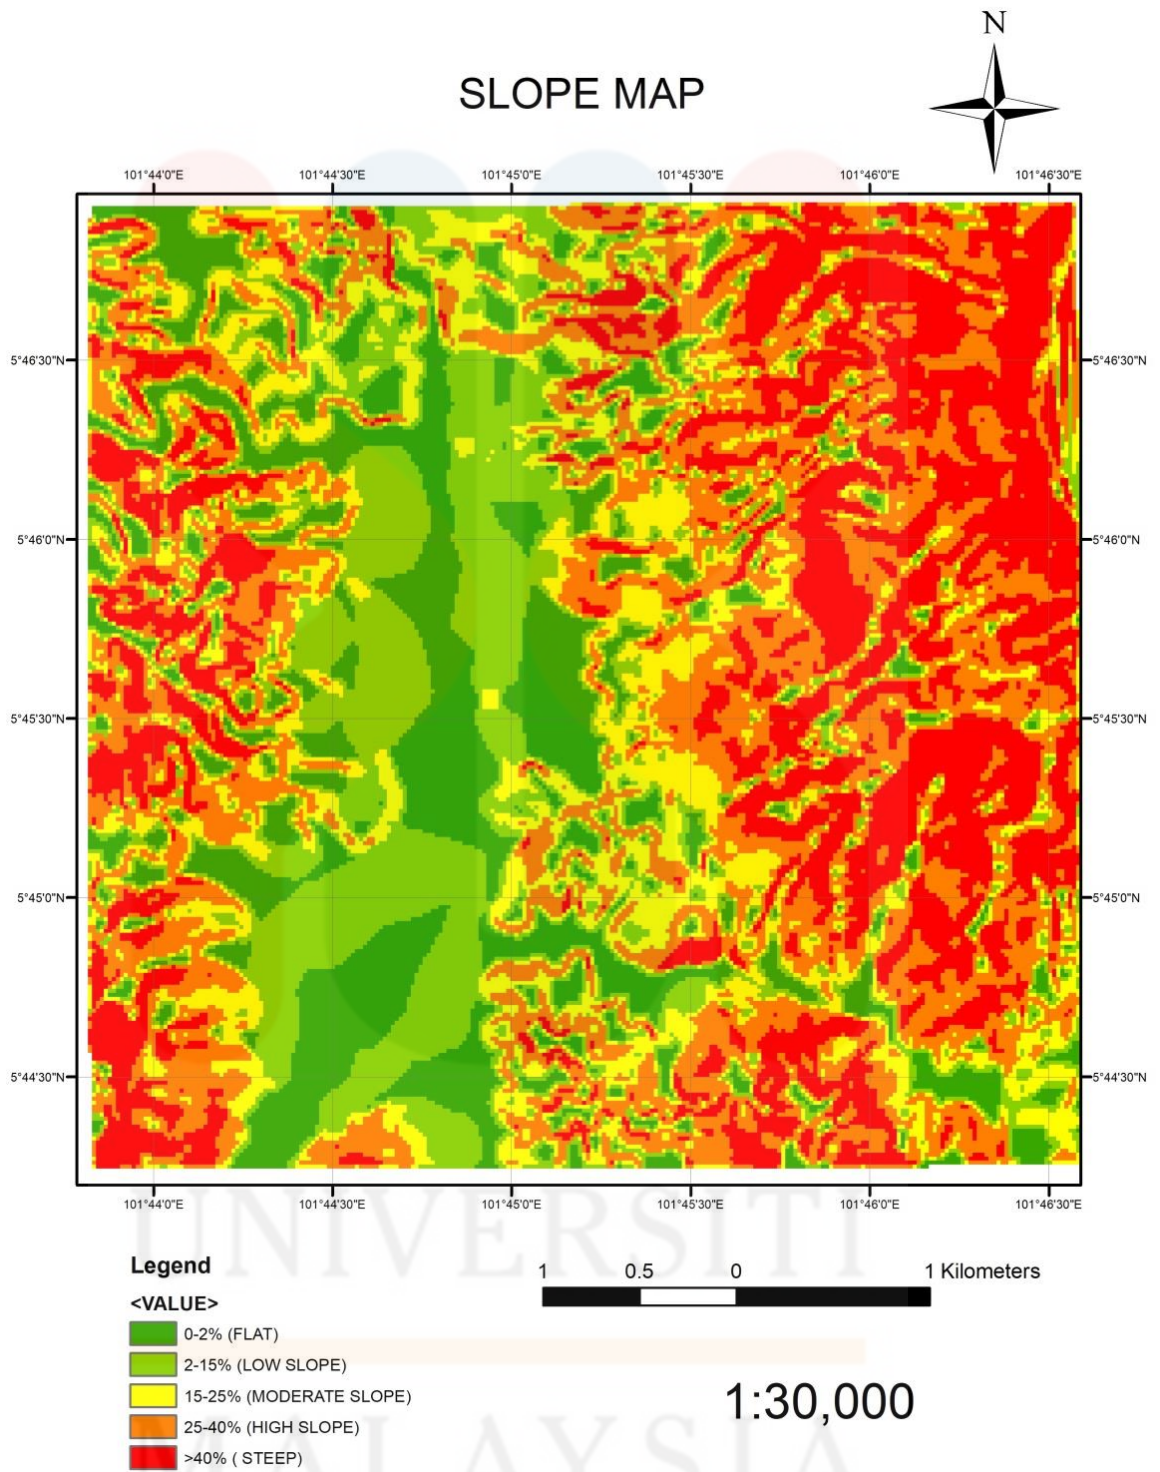 N
SLOPE MAP
101°44'0"E 101°44'30"E 101°45'0"E 101°45'30"E 101°46'0"E 101°46'30"E
5°46'30"N 5°46'30"N
5°46'0"N 5°46'0"N
5°45'30"N 5°45'30"N
5°45'0"N 5°45'0"N
5°44'30"N 5°44'30"N
101°44'0"E 101°44'30"E 101°45'0"E 101°45'30"E 101°46'0"E 101°46'30"E
UNIVERSITI
Legend
1 0.5 0 1 Kilometers
<VALUE>
0-2% (FLAT)
2-15% (LOW SLOPE)
15-25% (MODERATE SLOPE)
1:30,000
25-40% (HIGH SLOPE)
MALAYSIA
>40% ( STEEP)